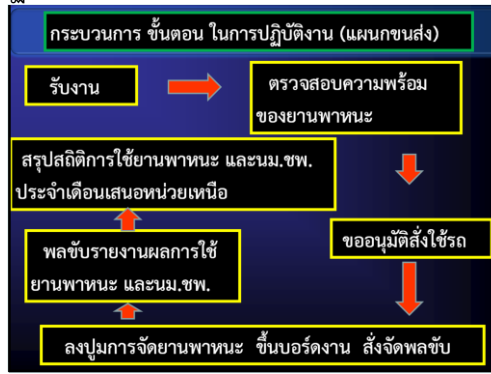 กระบวนการ ขั้นตอน ในการปฏิบัติงาน (แผนกขนส่ง)
รับงาน
ตรวจสอบความพร้อม
ของยานพาหนะ
ขออนุมัติสั่งใช้รถ
ลงปูมการจัดยานพาหนะ ขึ้นบอร์ดงาน สั่งจัดพลขับ
พลขับรายงานผลการใช้
ยานพาหนะ และนม.ชพ.
สรุปสถิติการใช้ยานพาหนะ และนม.ชพ.
ประจำเดือนเสนอหน่วยเหนือ